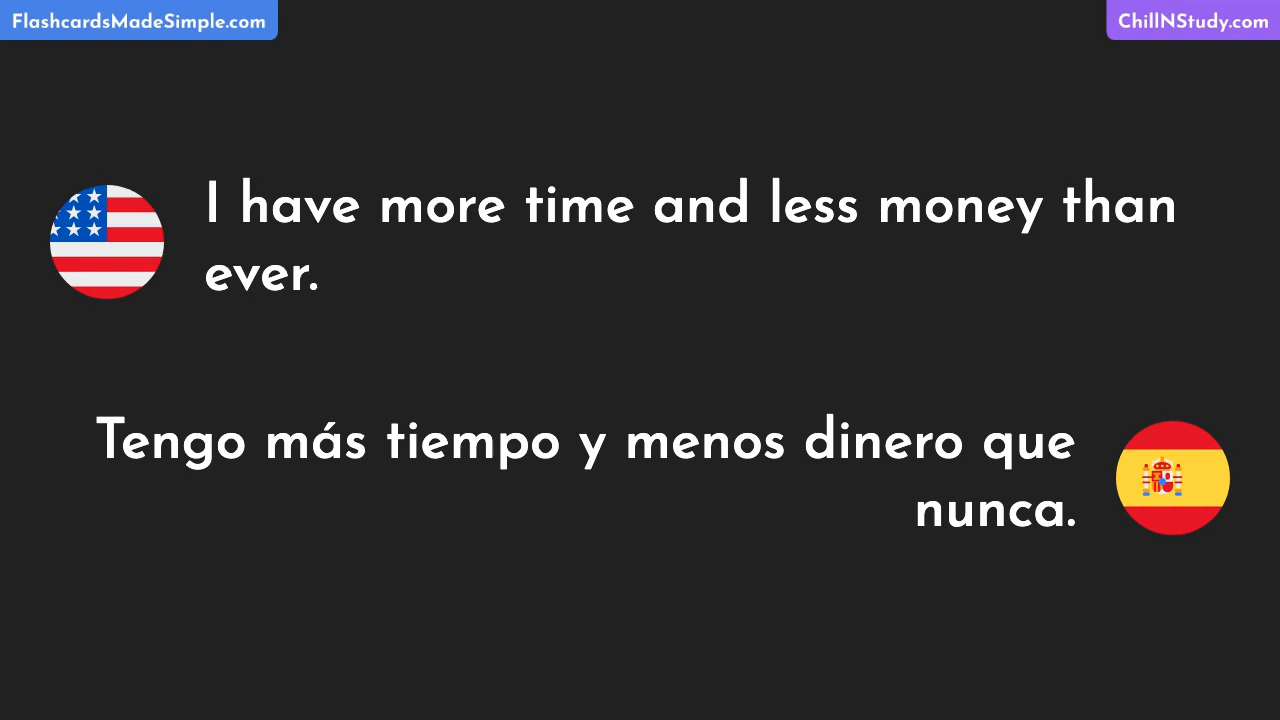 FlashcardsMadeSimple.com
ChillNStudy.com
I have more time and less money than
ever.
Tengo más tiempo y menos dinero que
nunca.